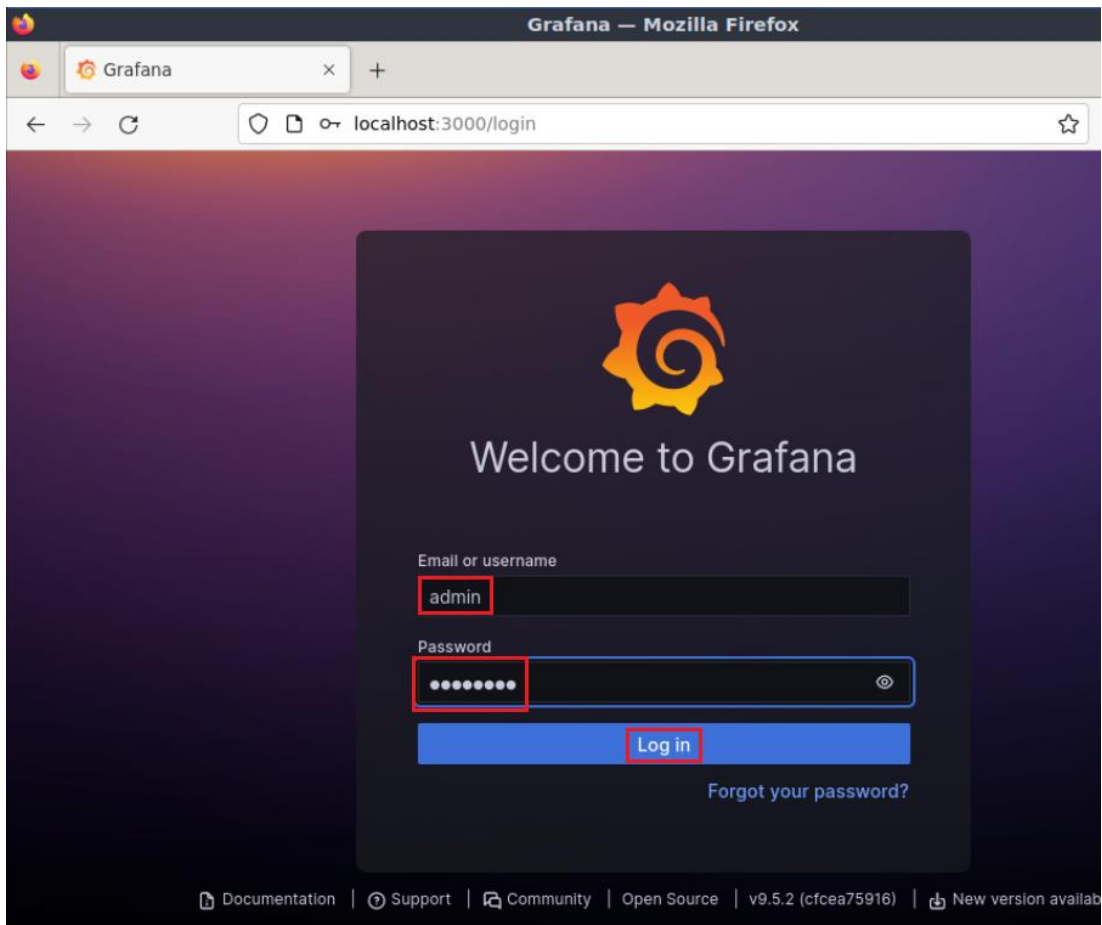 Grafana — Mozilla Firefox
Grafana
localhost:3000/login
Welcome to Grafana
Email or username
admin
Password
••••••••
Log in
Forgot your password?
Documentation | Support | Community | Open Source | v9.5.2 (cfcea75916) | New version availab